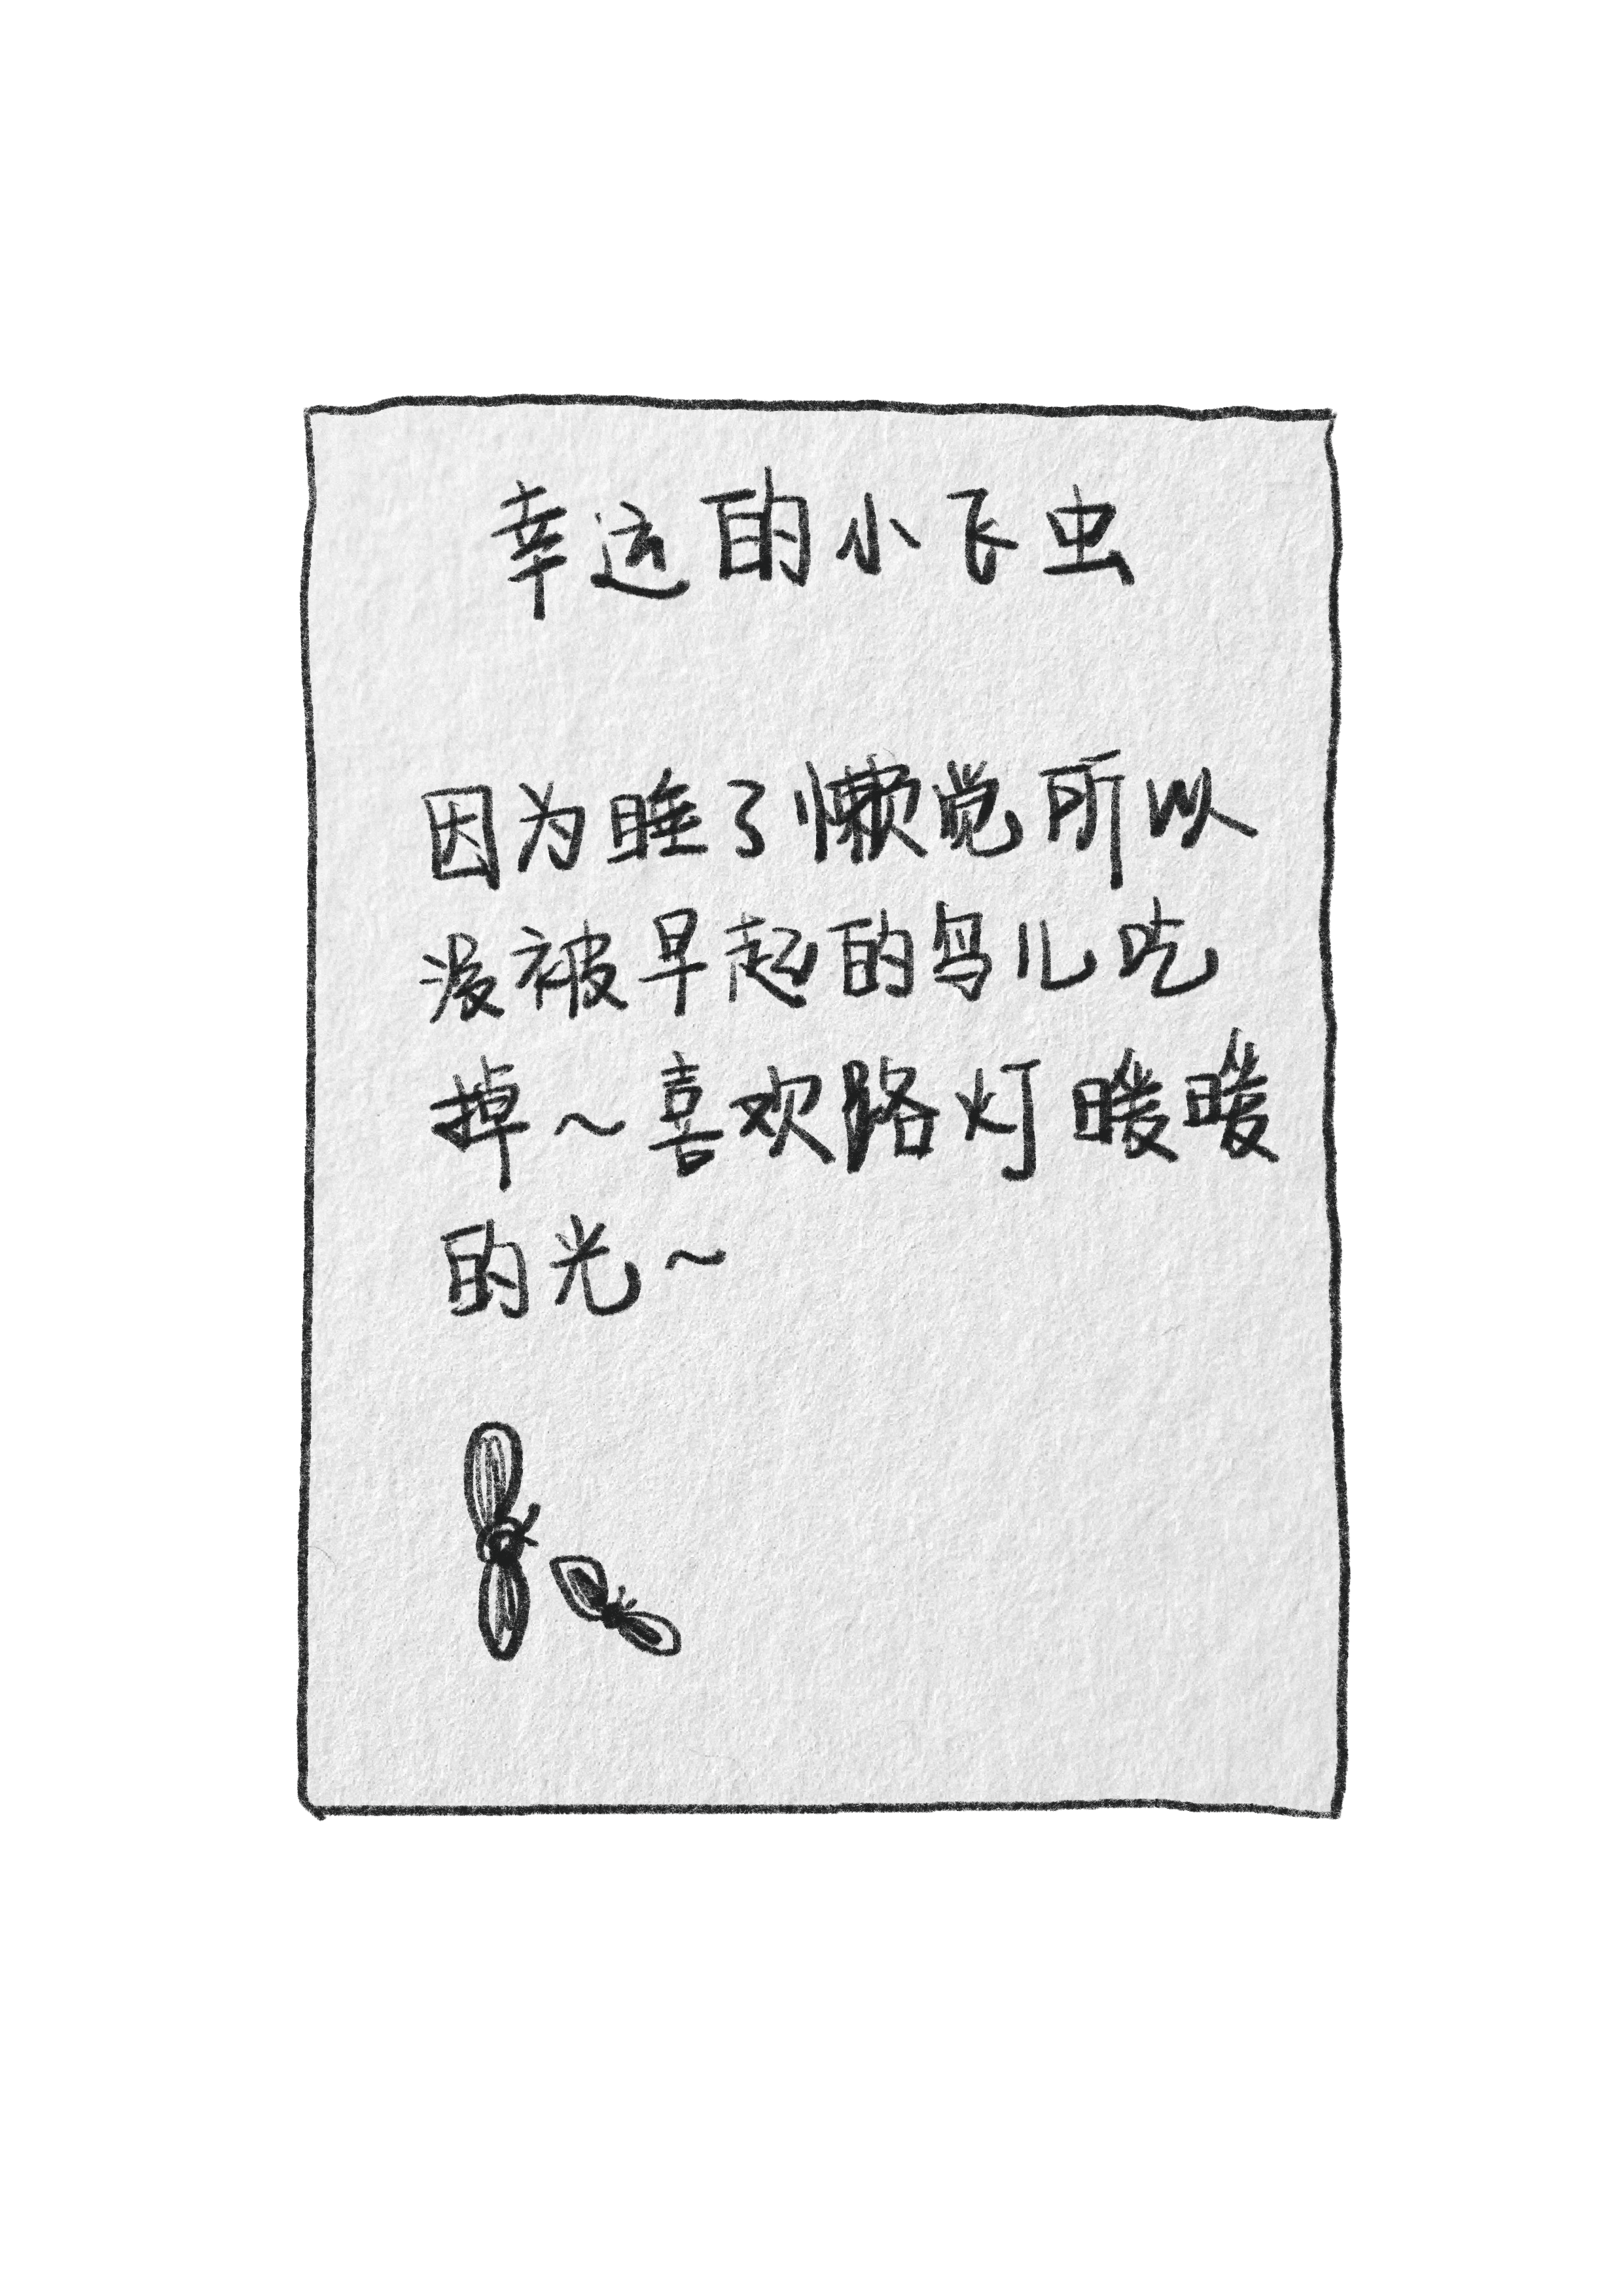 幸运的小飞虫
因为睡了懒觉所以
没被早起的鸟儿吃
掉~喜欢路灯暖暖
的光~